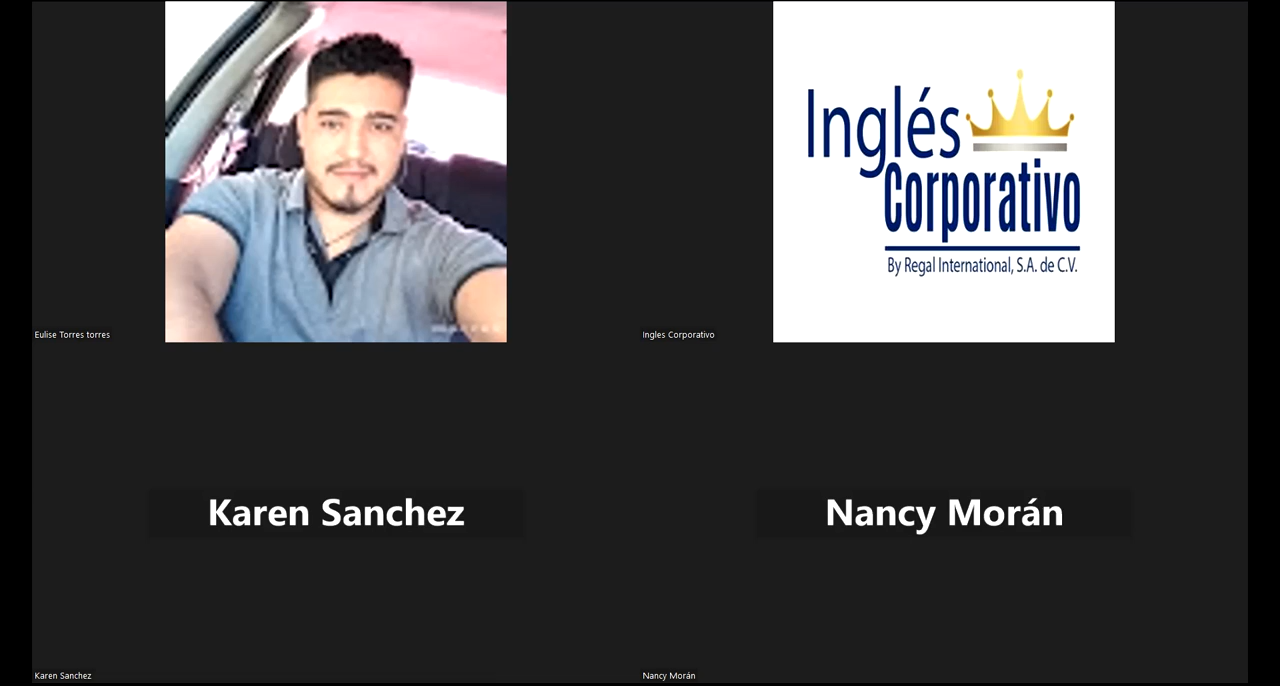 Inglés
Corporativo
By Regal International, S.A. de C.V.
Eulise Torres torres
Ingles Corporativo
Karen Sanchez
Nancy Morán
Karen Sanchez
Nancy Morán